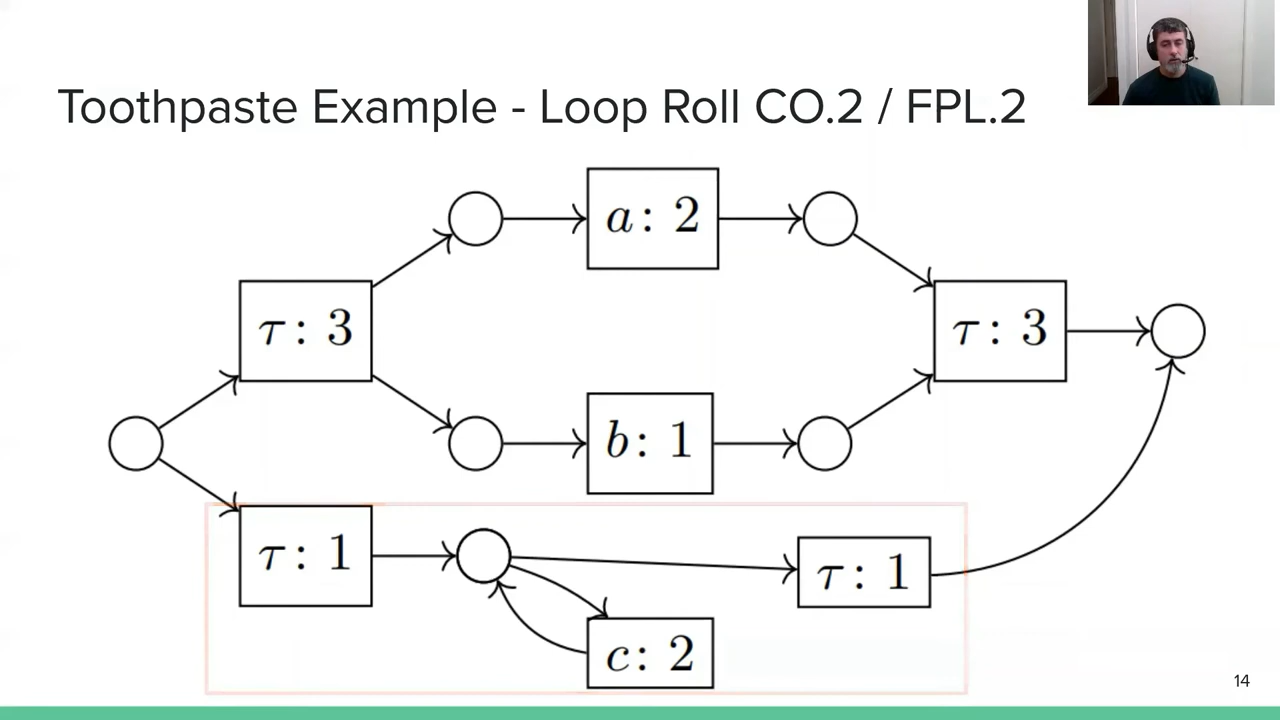 Toothpaste Example - Loop Roll CO.2 / FPL.2
a: 2
τ: 3
τ: 3
b: 1
τ: 1
τ: 1
c: 2
14